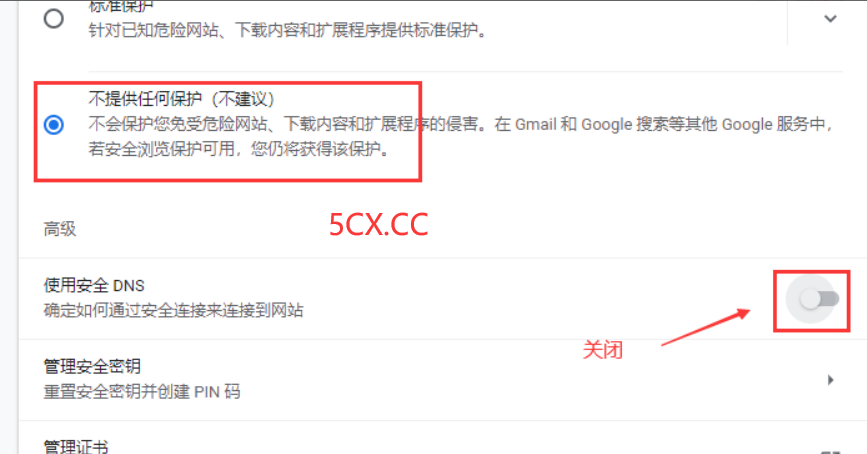 标准保护
针对已知危险网站、下载内容和扩展程序提供标准保护。
不提供任何保护（不建议）
不会保护您免受危险网站、下载内容和扩展程序的侵害。在 Gmail 和 Google 搜索等其他 Google 服务中，
若安全浏览保护可用，您仍将获得该保护。
高级
5CX.CC
使用安全 DNS
确定如何通过安全连接来连接到网站
关闭
管理安全密钥
重置安全密钥并创建 PIN 码
管理证书